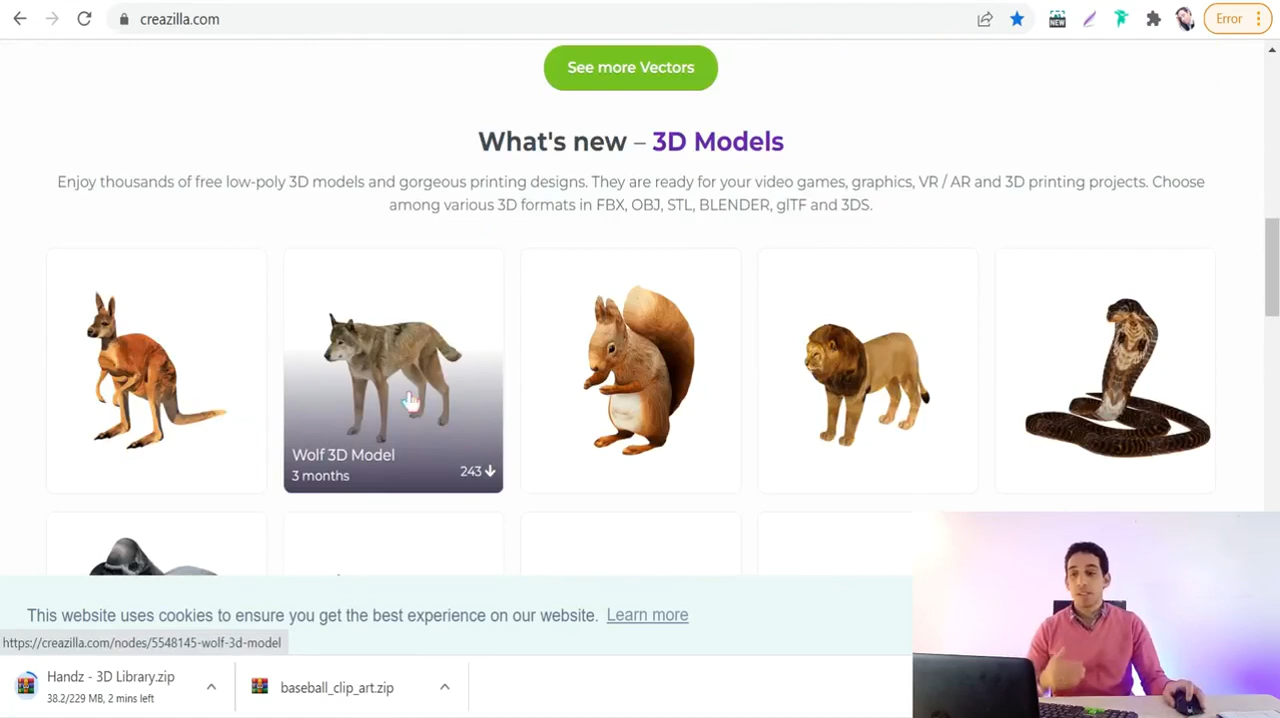 creazilla.com
NEW
Error
See more Vectors
What's new – 3D Models
Enjoy thousands of free low-poly 3D models and gorgeous printing designs. They are ready for your video games, graphics, VR / AR and 3D printing projects. Choose
among various 3D formats in FBX, OBJ, STL, BLENDER, glTF and 3DS.
Wolf 3D Model
3 months
243
This website uses cookies to ensure you get the best experience on our website. Learn more
https://creazilla.com/nodes/5548145-wolf-3d-model
Handz - 3D Library.zip
38.2/229 MB, 2 mins left
baseball_clip_art.zip